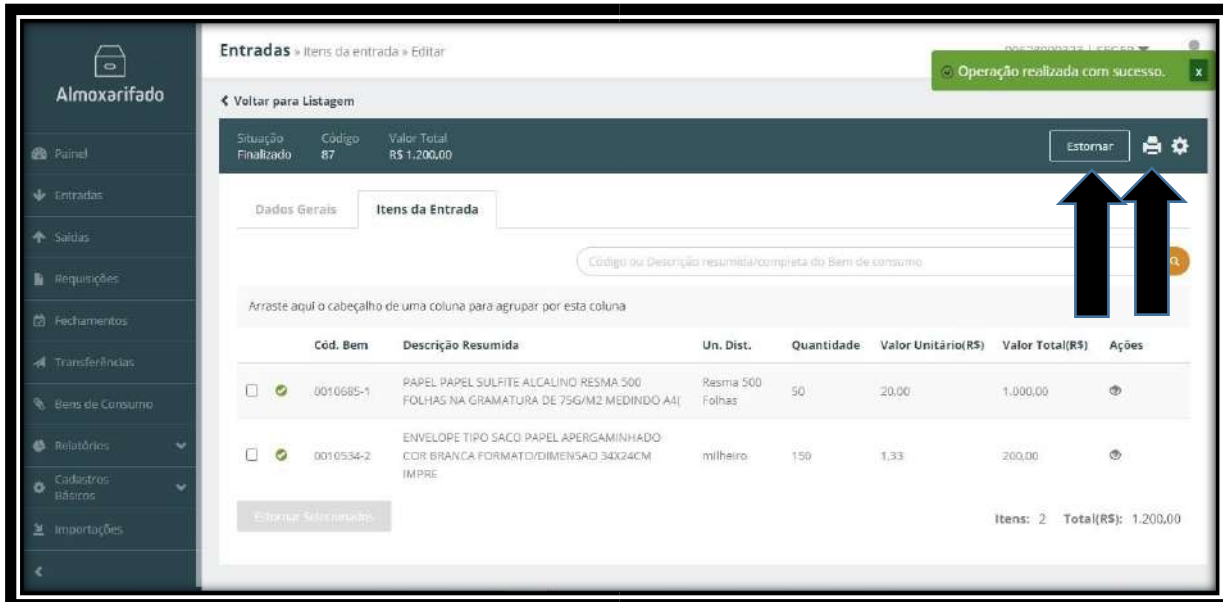 Almoxarifado
Painel
Entradas
Saídas
Requisições
Fechamentos
Transferências
Bens de Consumo
Relatórios
Cadastros
Básicos
Importações
Entradas » Itens da entrada » Editar
Operação realizada com sucesso. x
Voltar para Listagem
Situação Código Valor Total
Finalizado 87 R$ 1.200,00
Estornar
Dados Gerais Itens da Entrada
Código ou Descrição resumida/completa do Bem de consumo
Arraste aqui o cabeçalho de uma coluna para agrupar por esta coluna
Cód. Bem Descrição Resumida Un. Dist. Quantidade Valor Unitário(R$) Valor Total(R$) Ações
0010685-1 PAPEL PAPEL SULFITE ALCALINO RESMA 500 FOLHAS NA GRAMATURA DE 75G/M2 MEDINDO A4( Resma 500 Folhas 50 20,00 1.000,00
0010534-2 ENVELOPE TIPO SACO PAPEL APERGAMINHADO COR BRANCA FORMATO/DIMENSAO 34X24CM IMPRE milheiro 150 1,33 200,00
Estornar Selecionados
Itens: 2 Total(R$): 1.200,00